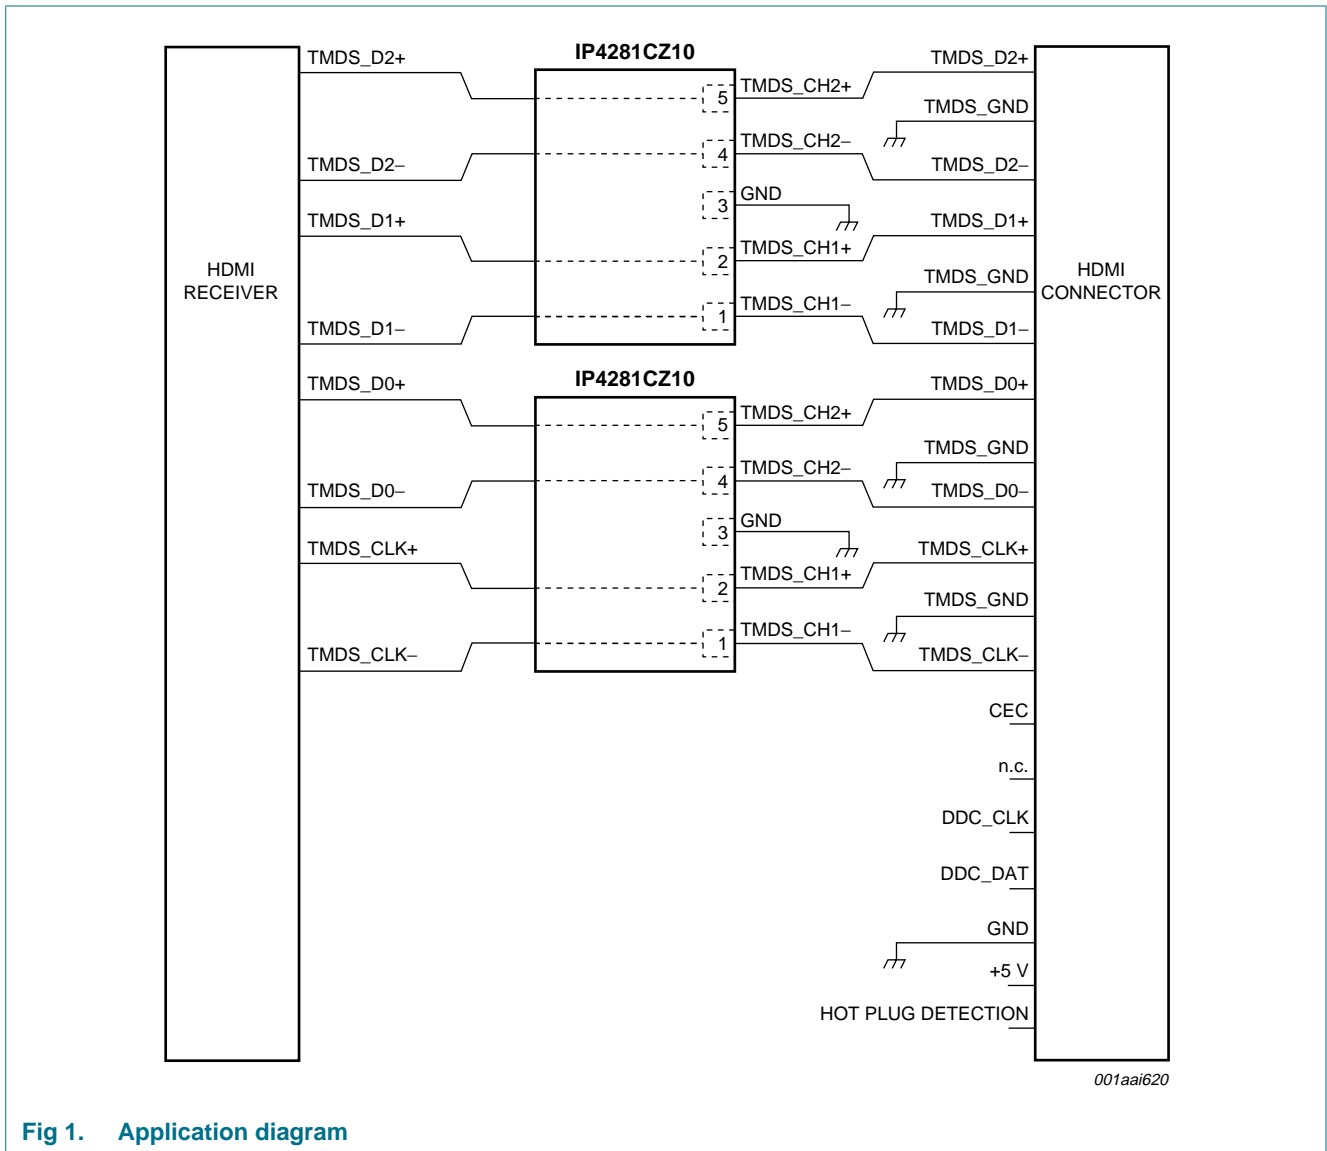 IP4281CZ10
TMDS_D2+
TMDS_D2−
TMDS_D1+
TMDS_D1−
HDMI
RECEIVER
5
4
3
2
1
TMDS_CH2+
TMDS_CH2−
GND
TMDS_CH1+
TMDS_CH1−
TMDS_D2+
TMDS_GND
TMDS_D2−
TMDS_D1+
TMDS_GND
TMDS_D1−
HDMI
CONNECTOR
IP4281CZ10
TMDS_D0+
TMDS_D0−
TMDS_CLK+
TMDS_CLK−
5
4
3
2
1
TMDS_CH2+
TMDS_CH2−
GND
TMDS_CH1+
TMDS_CH1−
TMDS_D0+
TMDS_GND
TMDS_D0−
TMDS_CLK+
TMDS_GND
TMDS_CLK−
CEC
n.c.
DDC_CLK
DDC_DAT
GND
+5 V
HOT PLUG DETECTION
001aai620
Fig 1. Application diagram